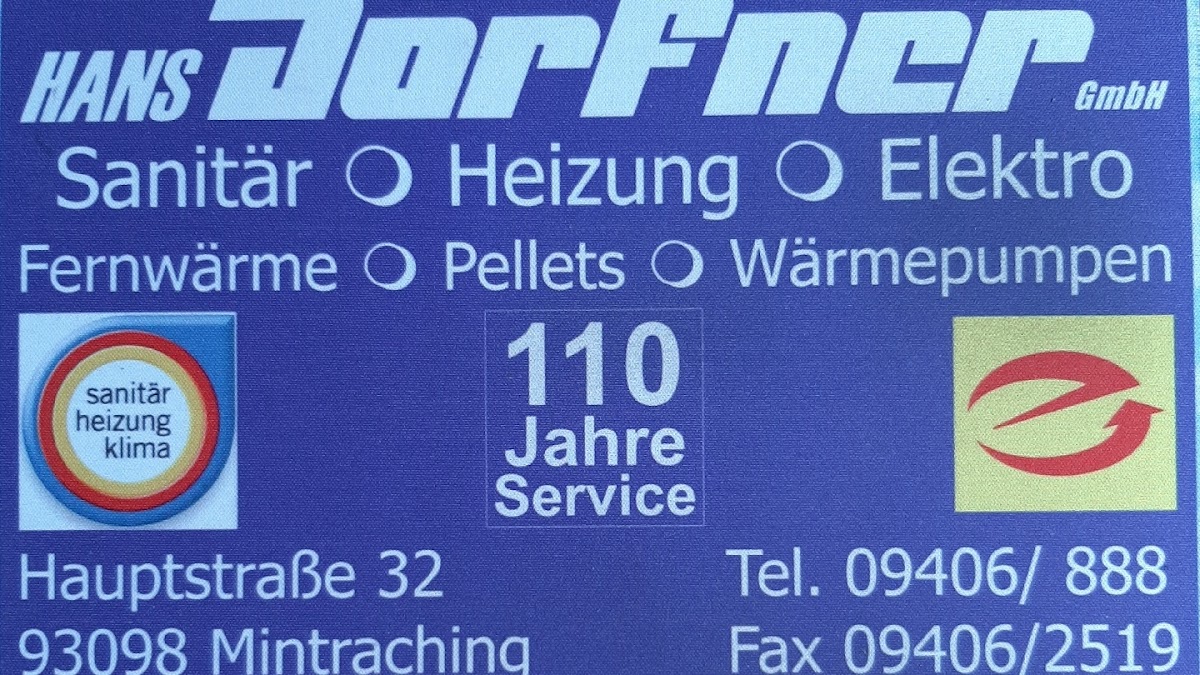 HANS Dorfner GmbH
Sanitär ❍ Heizung ❍ Elektro
Fernwärme ❍ Pellets ❍ Wärmepumpen
sanitär
heizung
klima
110
Jahre
Service
Hauptstraße 32
93098 Mintraching
Tel. 09406/ 888
Fax 09406/2519